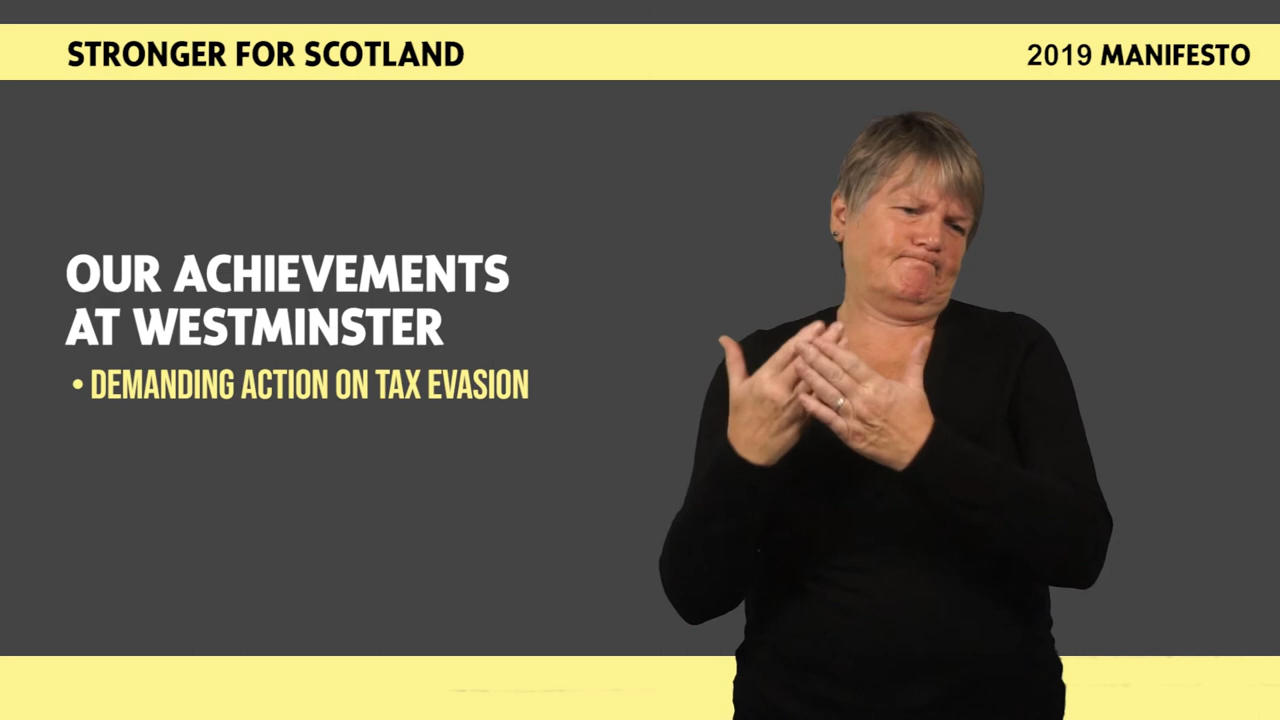 STRONGER FOR SCOTLAND
2019 MANIFESTO
OUR ACHIEVEMENTS
AT WESTMINSTER
• DEMANDING ACTION ON TAX EVASION